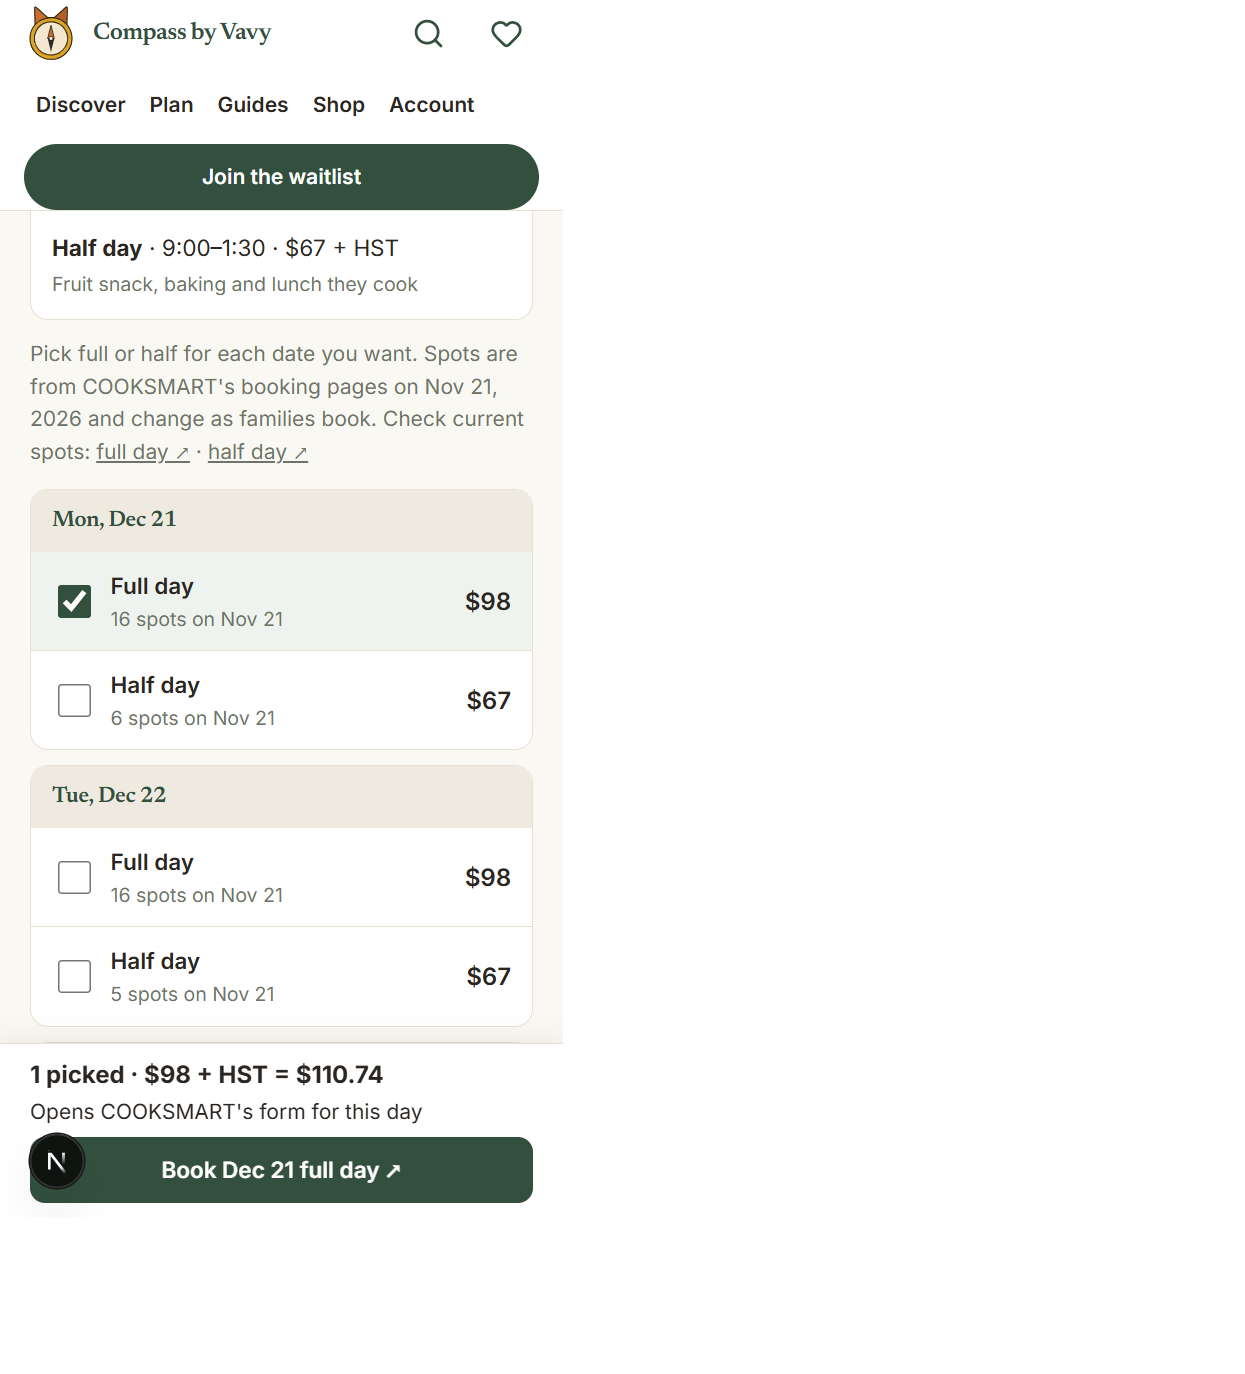 Compass by Vavy
Discover Plan Guides Shop Account
Join the waitlist
Half day · 9:00–1:30 · $67 + HST
Fruit snack, baking and lunch they cook
Pick full or half for each date you want. Spots are
from COOKSMART's booking pages on Nov 21,
2026 and change as families book. Check current
spots: full day ↗ · half day ↗
Mon, Dec 21
Full day
16 spots on Nov 21
$98
Half day
6 spots on Nov 21
$67
Tue, Dec 22
Full day
16 spots on Nov 21
$98
Half day
5 spots on Nov 21
$67
1 picked · $98 + HST = $110.74
Opens COOKSMART's form for this day
N
Book Dec 21 full day ↗